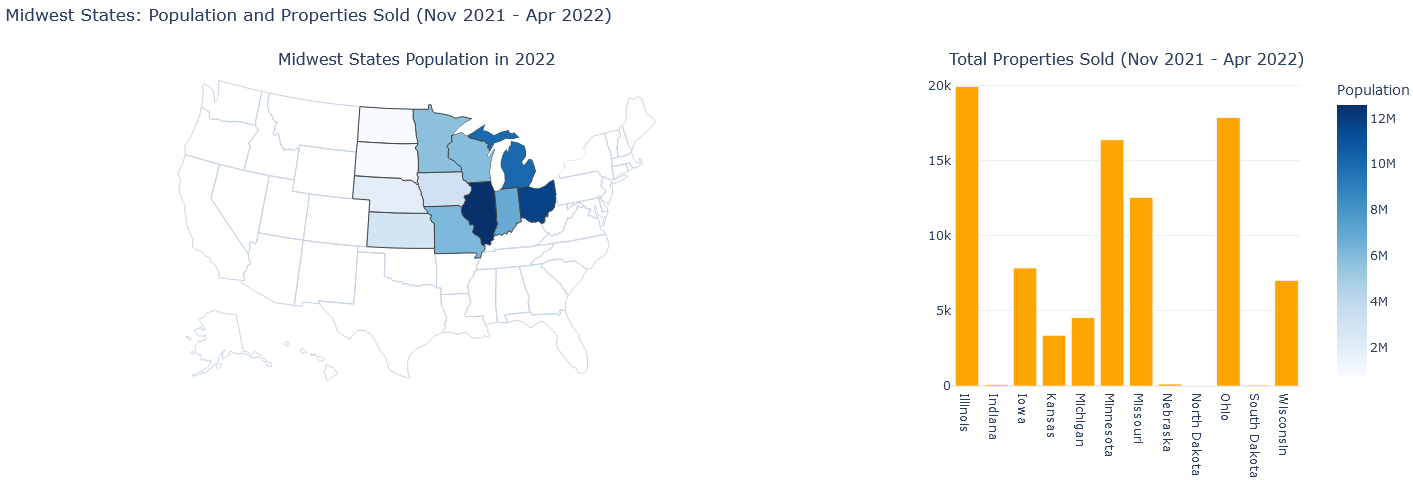 Midwest States: Population and Properties Sold (Nov 2021 - Apr 2022)
Midwest States Population in 2022
Total Properties Sold (Nov 2021 - Apr 2022)
20k
15k
10k
5k
0
Illinois
Indiana
Iowa
Kansas
Michigan
Minnesota
Missouri
Nebraska
North Dakota
Ohio
South Dakota
Wisconsin
Population
12M
10M
8M
6M
4M
2M